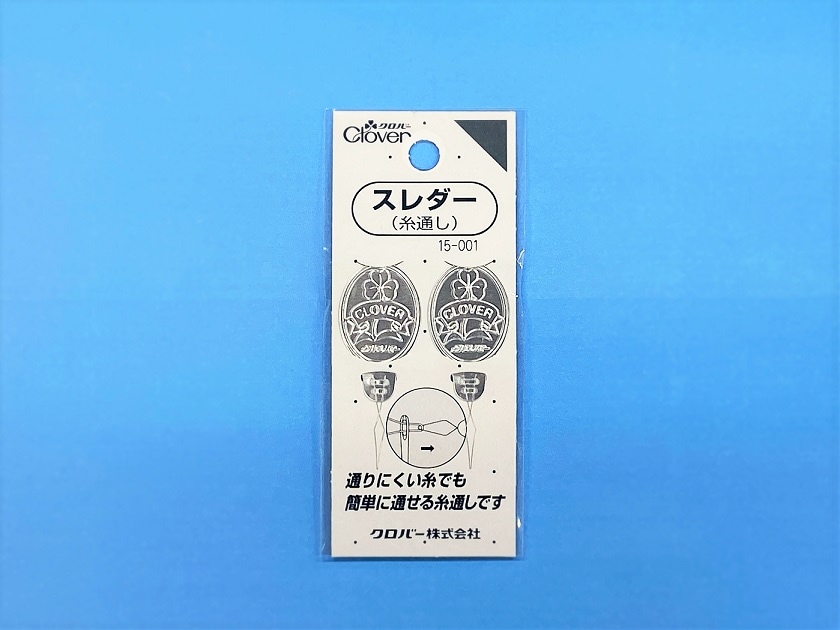 クロバー
Clover
スレダー
(糸通し)
15-001
CLOVER
CLOVER
通りにくい糸でも
簡単に通せる糸通しです
クロバー株式会社